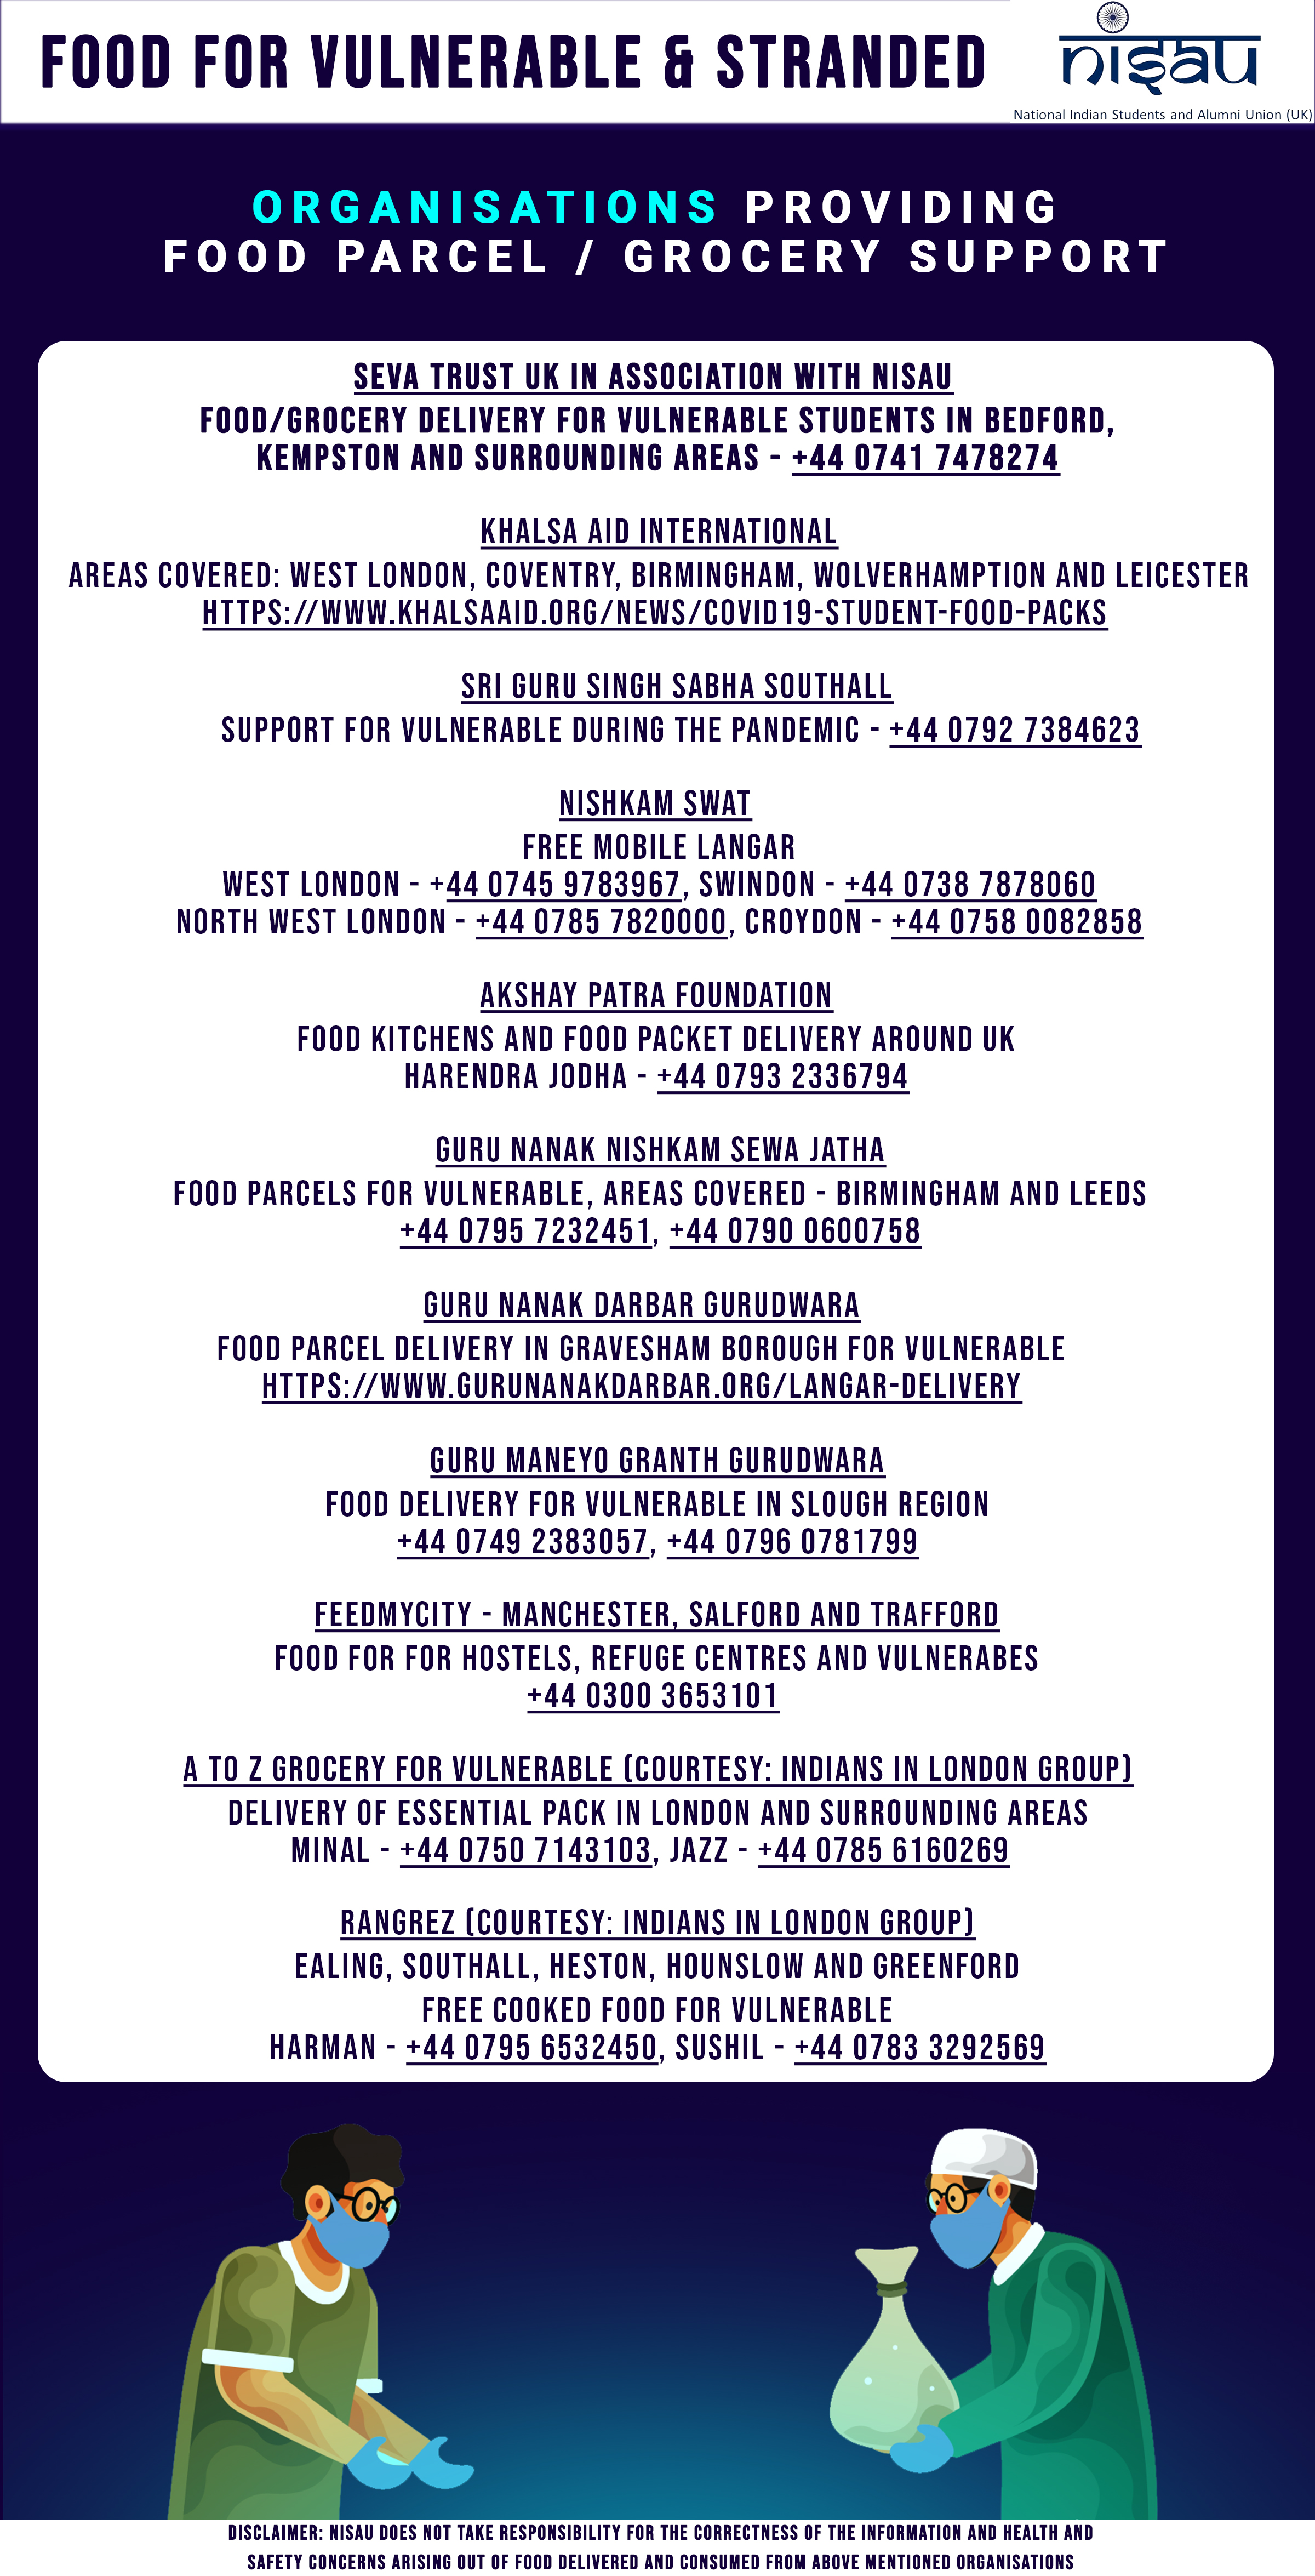 FOOD FOR VULNERABLE & STRANDED
nisau
National Indian Students and Alumni Union (UK)
ORGANISATIONS PROVIDING
FOOD PARCEL / GROCERY SUPPORT
SEVA TRUST UK IN ASSOCIATION WITH NISAU
FOOD/GROCERY DELIVERY FOR VULNERABLE STUDENTS IN BEDFORD,
KEMPSTON AND SURROUNDING AREAS - +44 0741 7478274
KHALSA AID INTERNATIONAL
AREAS COVERED: WEST LONDON, COVENTRY, BIRMINGHAM, WOLVERHAMPTION AND LEICESTER
HTTPS://WWW.KHALSAAID.ORG/NEWS/COVID19-STUDENT-FOOD-PACKS
SRI GURU SINGH SABHA SOUTHALL
SUPPORT FOR VULNERABLE DURING THE PANDEMIC - +44 0792 7384623
NISHKAM SWAT
FREE MOBILE LANGAR
WEST LONDON - +44 0745 9783967, SWINDON - +44 0738 7878060
NORTH WEST LONDON - +44 0785 7820000, CROYDON - +44 0758 0082858
AKSHAY PATRA FOUNDATION
FOOD KITCHENS AND FOOD PACKET DELIVERY AROUND UK
HARENDRA JODHA - +44 0793 2336794
GURU NANAK NISHKAM SEWA JATHA
FOOD PARCELS FOR VULNERABLE, AREAS COVERED - BIRMINGHAM AND LEEDS
+44 0795 7232451, +44 0790 0600758
GURU NANAK DARBAR GURUDWARA
FOOD PARCEL DELIVERY IN GRAVESHAM BOROUGH FOR VULNERABLE
HTTPS://WWW.GURUNANAKDARBAR.ORG/LANGAR-DELIVERY
GURU MANEYO GRANTH GURUDWARA
FOOD DELIVERY FOR VULNERABLE IN SLOUGH REGION
+44 0749 2383057, +44 0796 0781799
FEEDMYCITY - MANCHESTER, SALFORD AND TRAFFORD
FOOD FOR FOR HOSTELS, REFUGE CENTRES AND VULNERABES
+44 0300 3653101
A TO Z GROCERY FOR VULNERABLE (COURTESY: INDIANS IN LONDON GROUP)
DELIVERY OF ESSENTIAL PACK IN LONDON AND SURROUNDING AREAS
MINAL - +44 0750 7143103, JAZZ - +44 0785 6160269
RANGREZ (COURTESY: INDIANS IN LONDON GROUP)
EALING, SOUTHALL, HESTON, HOUNSLOW AND GREENFORD
FREE COOKED FOOD FOR VULNERABLE
HARMAN - +44 0795 6532450, SUSHIL - +44 0783 3292569
DISCLAIMER: NISAU DOES NOT TAKE RESPONSIBILITY FOR THE CORRECTNESS OF THE INFORMATION AND HEALTH AND
SAFETY CONCERNS ARISING OUT OF FOOD DELIVERED AND CONSUMED FROM ABOVE MENTIONED ORGANISATIONS